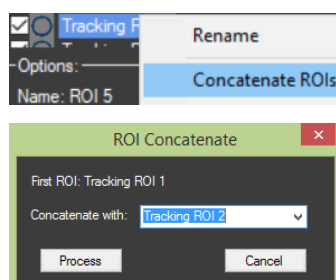 Tracking R
Rename
Options:
Concatenate ROIs
Name: ROI 5
ROI Concatenate
First ROI: Tracking ROI 1
Concatenate with: Tracking ROI 2
Process Cancel